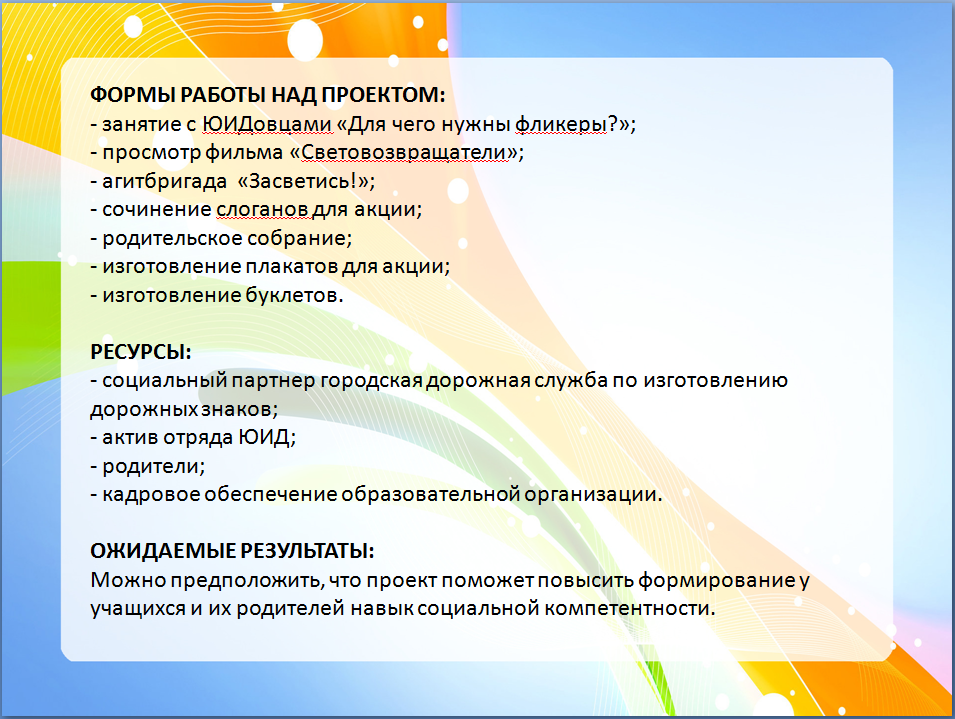 ФОРМЫ РАБОТЫ НАД ПРОЕКТОМ:
- занятие с ЮИДовцами «Для чего нужны фликеры?»;
- просмотр фильма «Световозвращатели»;
- агитбригада «Засветись!»;
- сочинение слоганов для акции;
- родительское собрание;
- изготовление плакатов для акции;
- изготовление буклетов.
РЕСУРСЫ:
- социальный партнер городская дорожная служба по изготовлению
дорожных знаков;
- актив отряда ЮИД;
- родители;
- кадровое обеспечение образовательной организации.
ОЖИДАЕМЫЕ РЕЗУЛЬТАТЫ:
Можно предположить, что проект поможет повысить формирование у
учащихся и их родителей навык социальной компетентности.